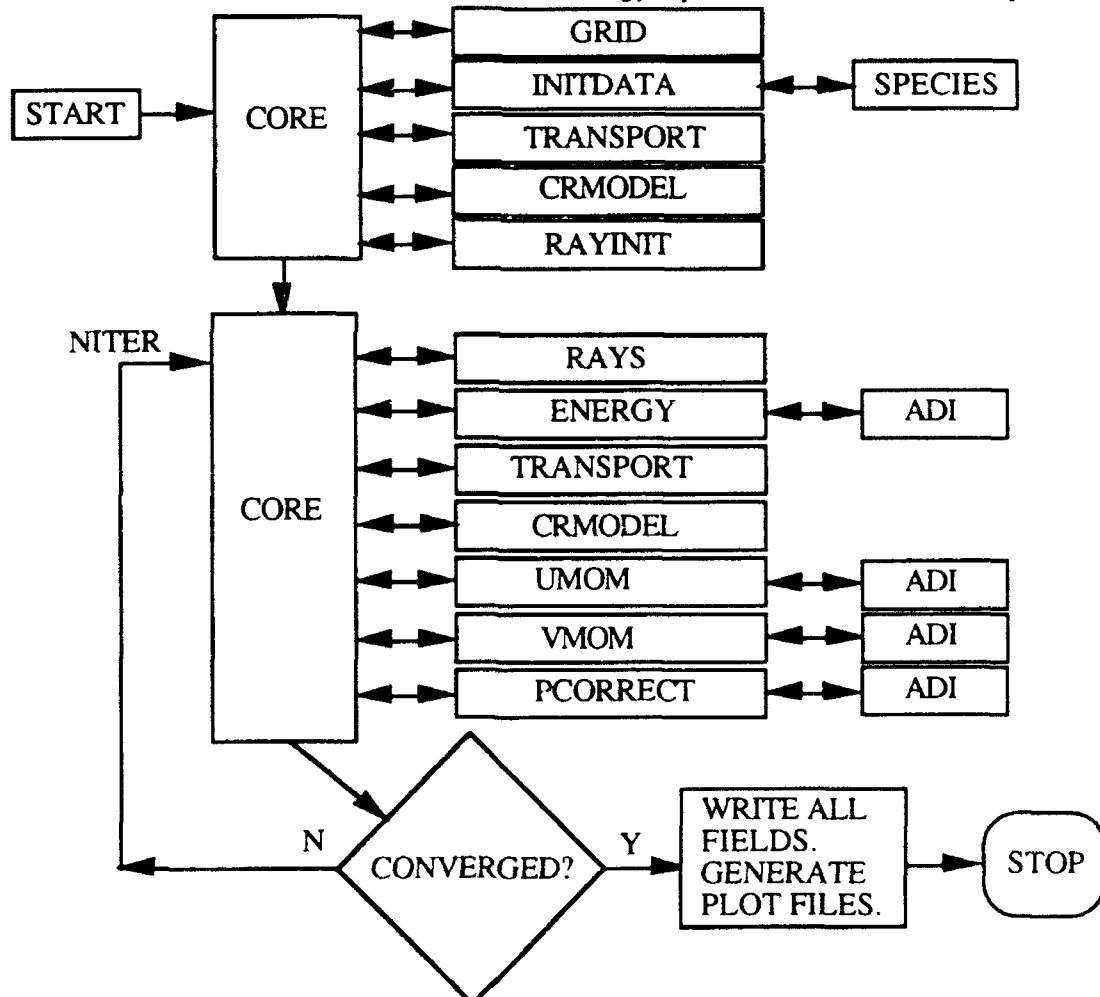 GRID
INITDATA
SPECIES
START
CORE
TRANSPORT
CRMODEL
RAYINIT
NITER
RAYS
ENERGY
ADI
TRANSPORT
CORE
CRMODEL
UMOM
ADI
VMOM
ADI
PCORRECT
ADI
N
CONVERGED?
Y
WRITE ALL
FIELDS.
GENERATE
PLOT FILES.
STOP